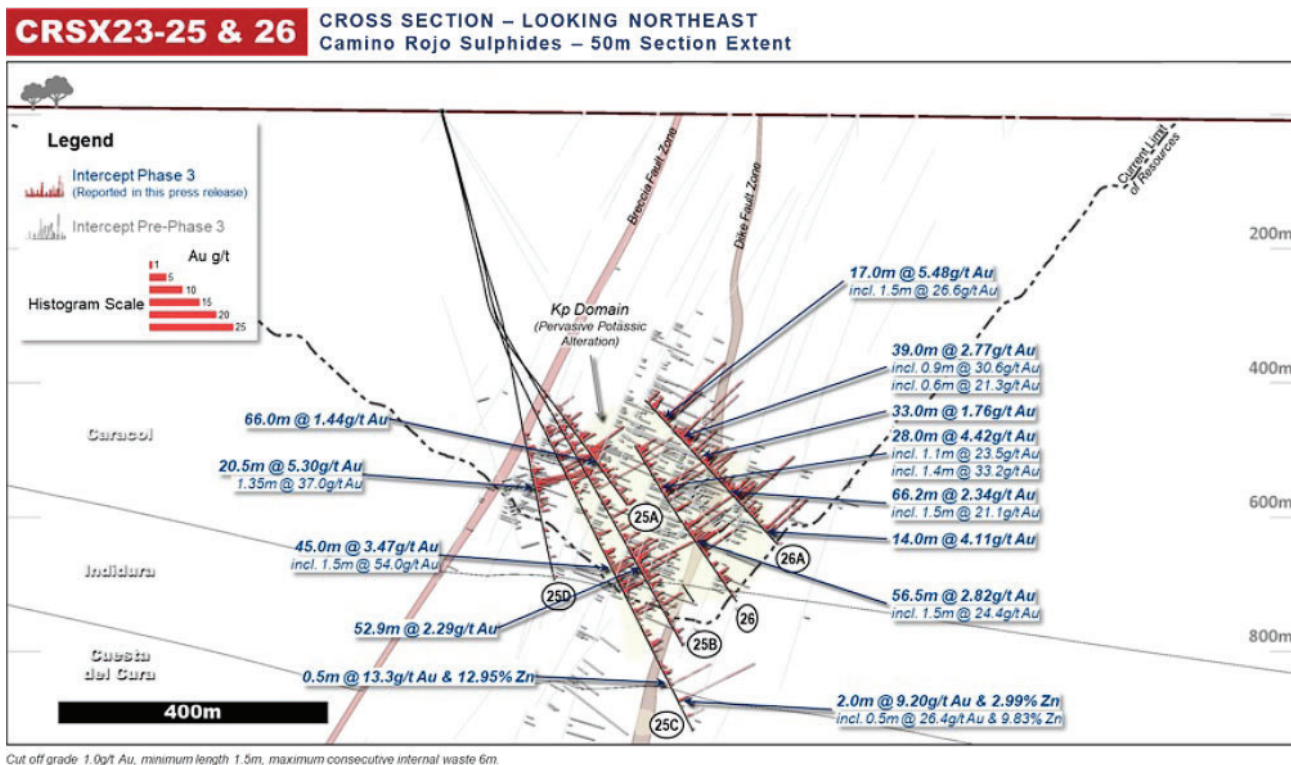 CRSX23-25 & 26
CROSS SECTION – LOOKING NORTHEAST
Camino Rojo Sulphides – 50m Section Extent
Legend
Intercept Phase 3
(Reported in this press release)
Intercept Pre-Phase 3
Au g/t
Histogram Scale
1
5
10
15
20
25
Breccia Fault Zone
Dike Fault Zone
Current Limit
of Resources
200m
400m
600m
800m
Kp Domain
(Pervasive Potassic
Alteration)
Caracol
Indidura
Cuesta
del Cura
66.0m @ 1.44g/t Au
20.5m @ 5.30g/t Au
1.35m @ 37.0g/t Au
45.0m @ 3.47g/t Au
incl. 1.5m @ 54.0g/t Au
52.9m @ 2.29g/t Au
0.5m @ 13.3g/t Au & 12.95% Zn
17.0m @ 5.48g/t Au
incl. 1.5m @ 26.6g/t Au
39.0m @ 2.77g/t Au
incl. 0.9m @ 30.6g/t Au
incl. 0.6m @ 21.3g/t Au
33.0m @ 1.76g/t Au
28.0m @ 4.42g/t Au
incl. 1.1m @ 23.5g/t Au
incl. 1.4m @ 33.2g/t Au
66.2m @ 2.34g/t Au
incl. 1.5m @ 21.1g/t Au
14.0m @ 4.11g/t Au
56.5m @ 2.82g/t Au
incl. 1.5m @ 24.4g/t Au
2.0m @ 9.20g/t Au & 2.99% Zn
incl. 0.5m @ 26.4g/t Au & 9.83% Zn
25A
26A
25D
26
25B
25C
400m
Cut off grade 1.0g/t Au, minimum length 1.5m, maximum consecutive internal waste 6m.